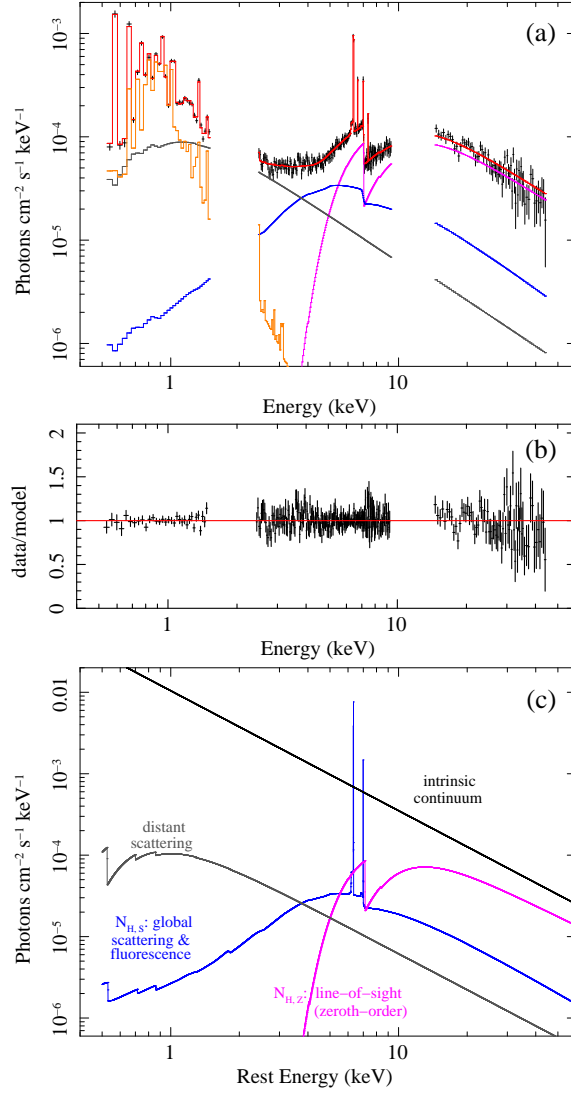 (a)
10⁻³
10⁻⁴
10⁻⁵
10⁻⁶
Photons cm⁻² s⁻¹ keV⁻¹
1
10
Energy (keV)
(b)
2
1.5
1
0.5
0
data/model
1
10
Energy (keV)
(c)
0.01
10⁻³
10⁻⁴
10⁻⁵
10⁻⁶
Photons cm⁻² s⁻¹ keV⁻¹
intrinsic
continuum
distant
scattering
N_H,S: global
scattering &
fluorescence
N_H,Z: line−of−sight
(zeroth−order)
1
10
Rest Energy (keV)